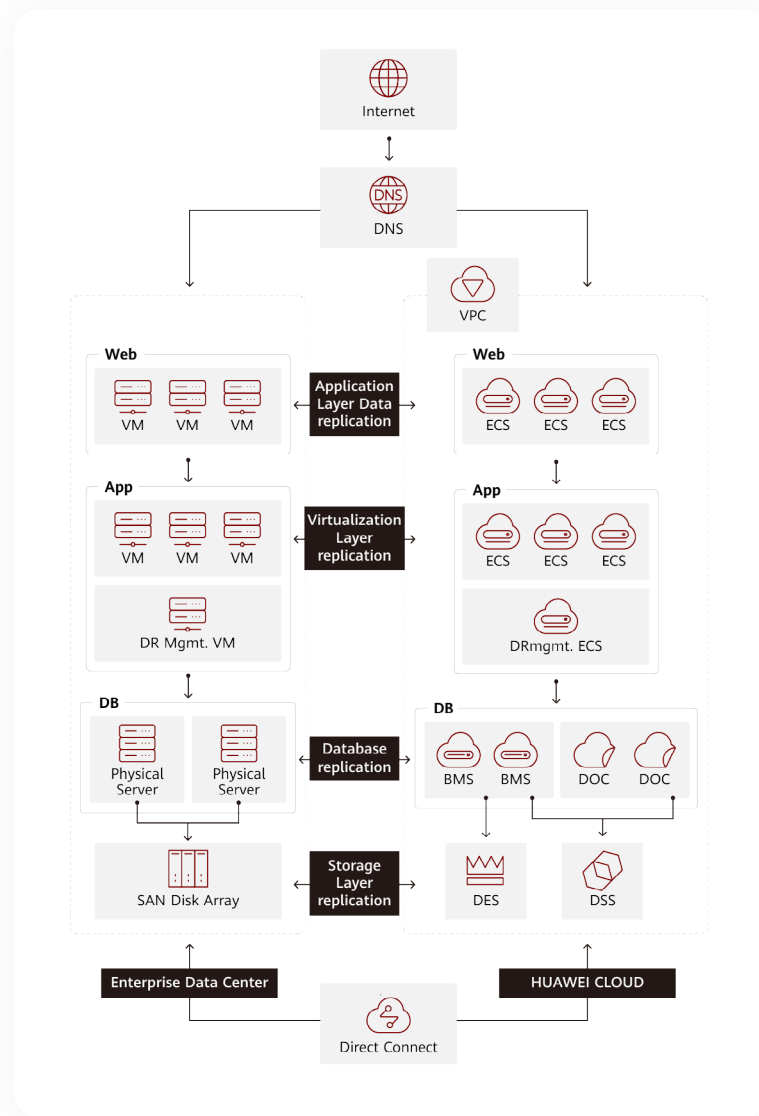 Internet
DNS
DNS
VPC
Web
VM VM VM
Application
Layer Data
replication
Web
ECS ECS ECS
App
VM VM VM
DR Mgmt. VM
Virtualization
Layer
replication
App
ECS ECS ECS
DRmgmt. ECS
DB
Physical
Server
Physical
Server
Database
replication
DB
BMS BMS
DOC DOC
SAN Disk Array
Storage
Layer
replication
DES
DSS
Enterprise Data Center
HUAWEI CLOUD
Direct Connect